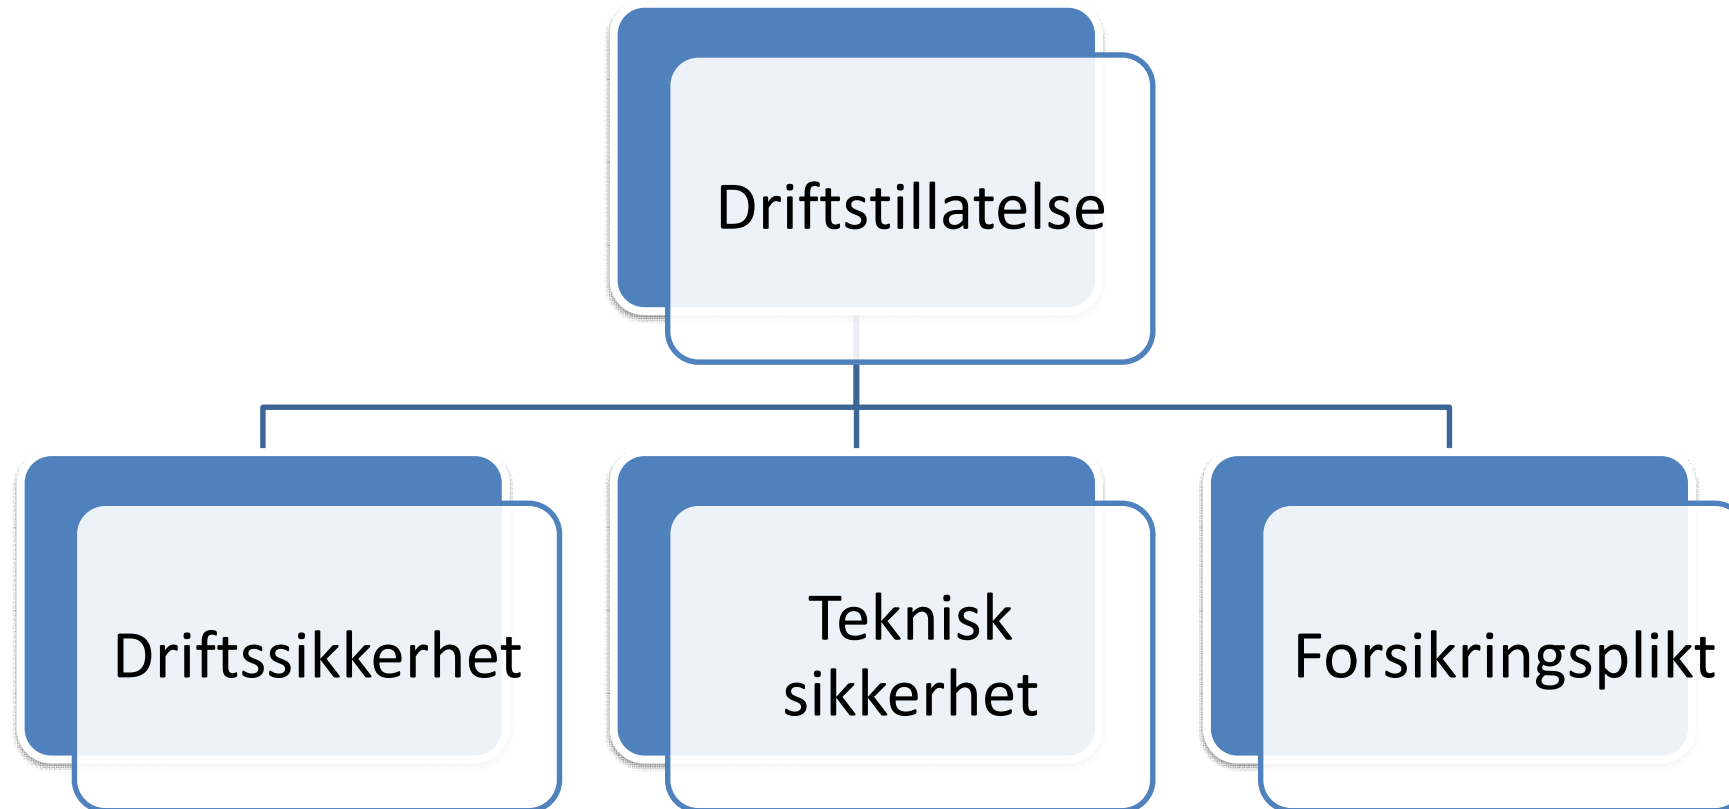 Driftstillatelse
Driftssikkerhet
Teknisk
sikkerhet
Forsikringsplikt